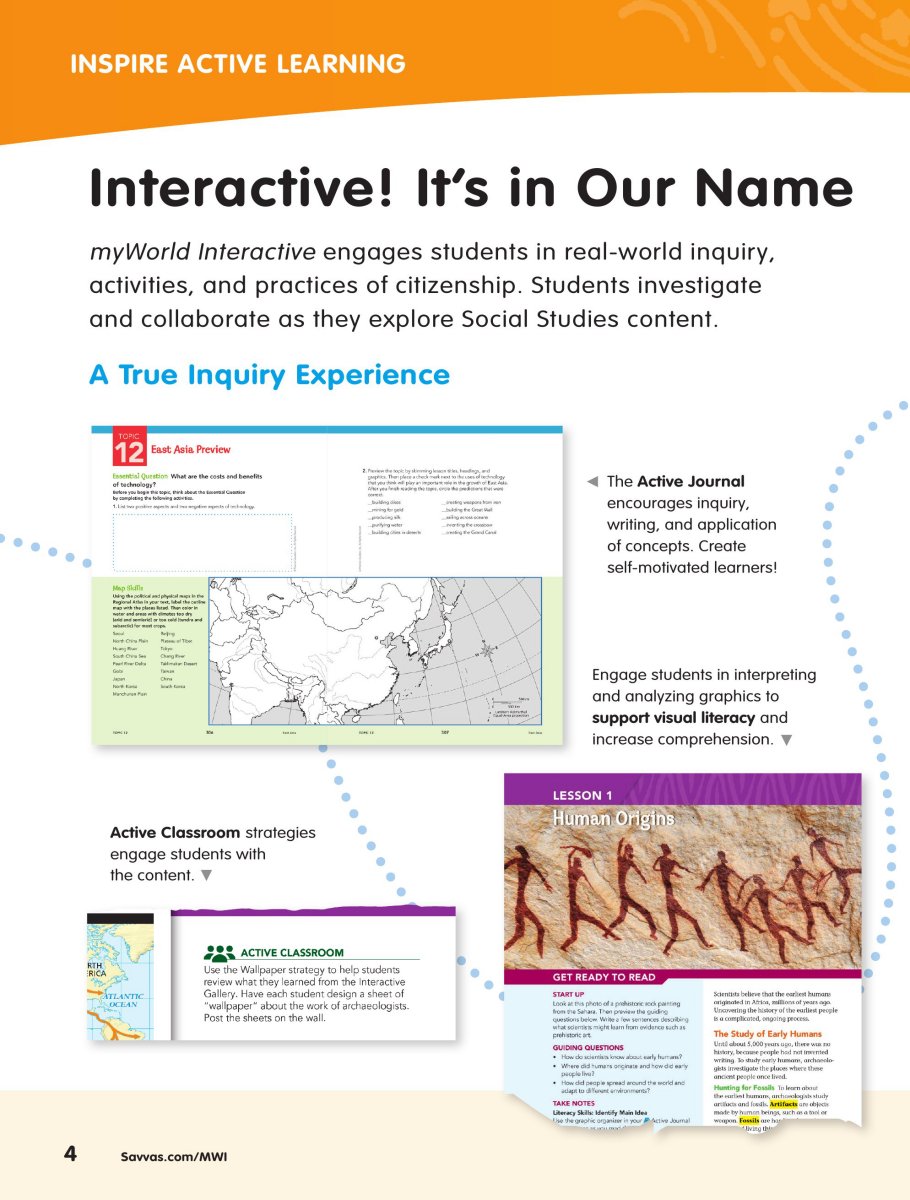 INSPIRE ACTIVE LEARNING
Interactive! It's in Our Name
myWorld Interactive engages students in real-world inquiry,
activities, and practices of citizenship. Students investigate
and collaborate as they explore Social Studies content.
A True Inquiry Experience
TOPIC
12
East Asia Preview
Essential Question What are the costs and benefits
of technology?
Before you begin this topic, think about the Essential Question
by completing the following activities.
1. List two positive aspects and two negative aspects of technology.
2. Preview the topic by skimming lesson titles, headings, and
graphics. Then place a check mark next to the uses of technology
that you think will play an important role in the growth of East Asia.
After you finish reading the topic, circle the predictions that were
correct.
__building dikes
__mining for gold
__producing silk
__purifying water
__building cities in deserts
__creating weapons from iron
__building the Great Wall
__sailing across oceans
__inventing the crossbow
__creating the Grand Canal
Map Skills
Using the political and physical maps in the
Regional Atlas in your text, label the outline
map with the places listed. Then color in
water and areas with climates too dry
(arid and semiarid) or too cold (tundra and
subarctic) for most crops.
Seoul
North China Plain
Huang River
South China Sea
Pearl River Delta
Gobi
Japan
North Korea
Manchurian Plain
Beijing
Plateau of Tibet
Tokyo
Chang River
Taklimakan Desert
Taiwan
China
South Korea
TOPIC 12
306
East Asia
TOPIC 12
307
East Asia
The Active Journal
encourages inquiry,
writing, and application
of concepts. Create
self-motivated learners!
Engage students in interpreting
and analyzing graphics to
support visual literacy and
increase comprehension.
Active Classroom strategies
engage students with
the content.
RTH
RICA
ATLANTIC
OCEAN
ACTIVE CLASSROOM
Use the Wallpaper strategy to help students
review what they learned from the Interactive
Gallery. Have each student design a sheet of
"wallpaper" about the work of archaeologists.
Post the sheets on the wall.
LESSON 1
Human Origins
GET READY TO READ
START UP
Look at this photo of a prehistoric rock painting
from the Sahara. Then preview the guiding
questions below. Write a few sentences describing
what scientists might learn from evidence such as
prehistoric art.
GUIDING QUESTIONS
• How do scientists know about early humans?
• Where did humans originate and how did early
people live?
• How did people spread around the world and
adapt to different environments?
TAKE NOTES
Literacy Skills: Identify Main Idea
Use the graphic organizer in your Active Journal
Scientists believe that the earliest humans
originated in Africa, millions of years ago.
Uncovering the history of the earliest people
is a complicated, ongoing process.
The Study of Early Humans
Until about 5,000 years ago, there was no
history, because people had not invented
writing. To study early humans, archaeolo-
gists investigate the places where these
ancient people once lived.
Hunting for Fossils To learn about
the earliest humans, archaeologists study
artifacts and fossils. Artifacts are objects
made by human beings, such as a tool or
weapon. Fossils are
4
Savvas.com/MWI